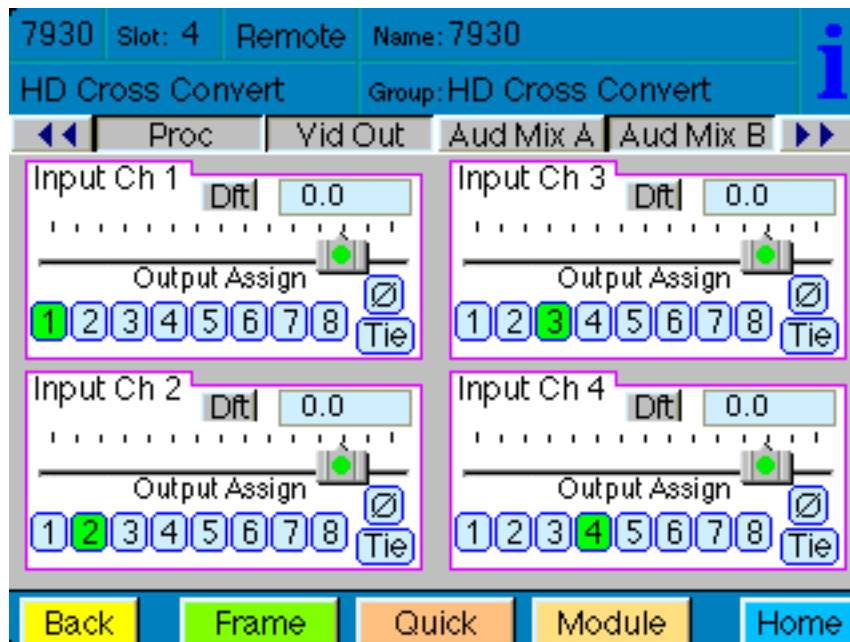 7930 Slot: 4 Remote Name: 7930
HD Cross Convert Group: HD Cross Convert
Proc Vid Out Aud Mix A Aud Mix B
Input Ch 1 Dft 0.0
Output Assign
Ø
1 2 3 4 5 6 7 8 Tie
Input Ch 3 Dft 0.0
Output Assign
Ø
1 2 3 4 5 6 7 8 Tie
Input Ch 2 Dft 0.0
Output Assign
Ø
1 2 3 4 5 6 7 8 Tie
Input Ch 4 Dft 0.0
Output Assign
Ø
1 2 3 4 5 6 7 8 Tie
Back Frame Quick Module Home